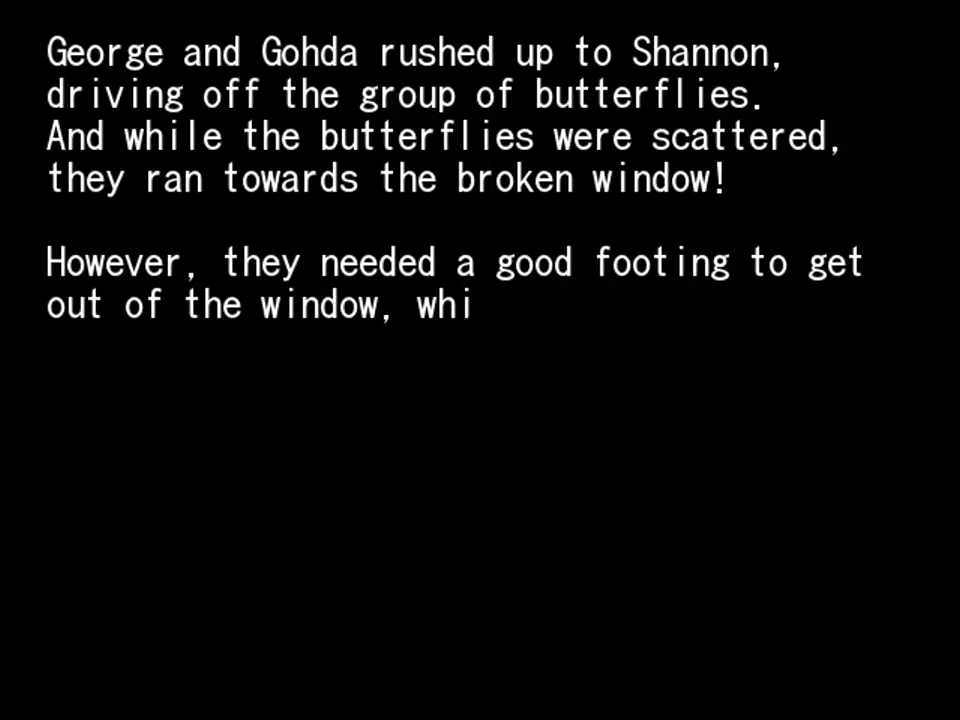 George and Gohda rushed up to Shannon,
driving off the group of butterflies.
And while the butterflies were scattered,
they ran towards the broken window!
However, they needed a good footing to get
out of the window, whi